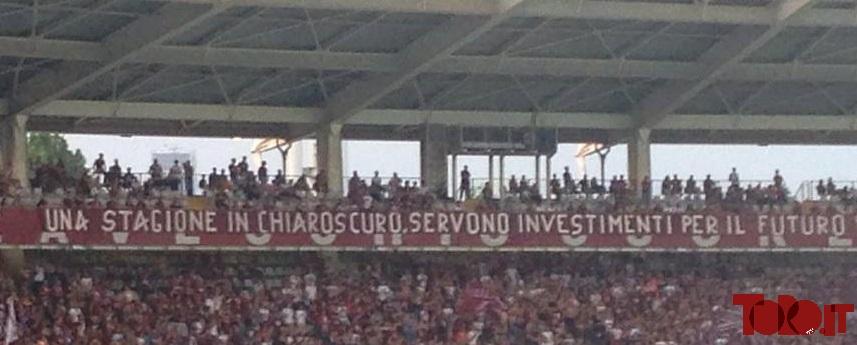 UNA STAGIONE IN CHIAROSCURO, SERVONO INVESTIMENTI PER IL FUTURO
TORO.IT